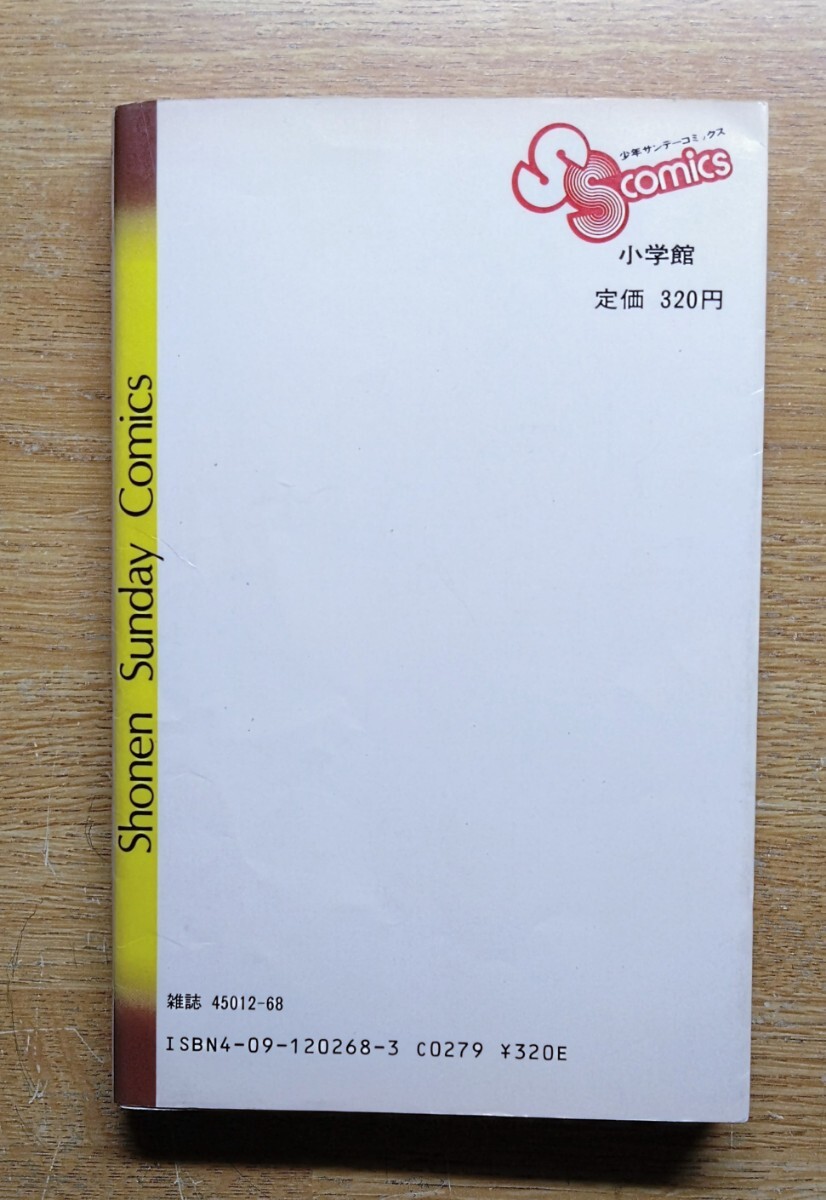 少年サンデーコミックス
SS comics
小学館
定価 320円
Shonen Sunday Comics
雑誌 45012-68
ISBN4-09-120268-3 C0279 ¥320E